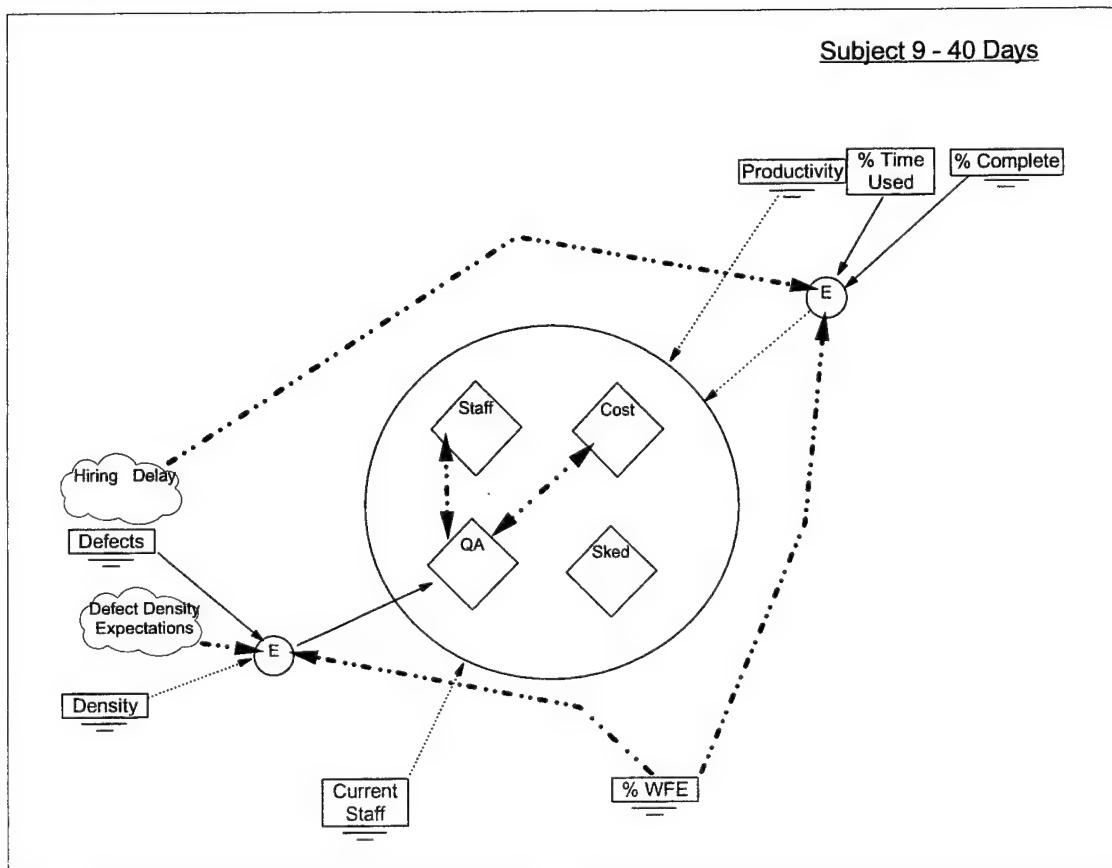 Subject 9 - 40 Days
Productivity
% Time
Used
% Complete
E
Staff
Cost
Hiring Delay
Defects
QA
Sked
Defect Density
Expectations
E
Density
Current
Staff
% WFE